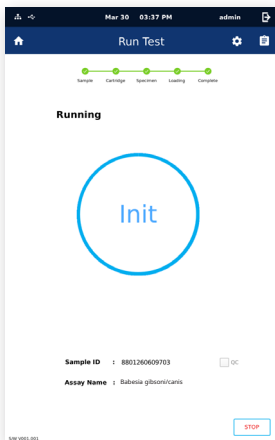 Mar 30 03:37 PM admin
Run Test
Sample Cartridge Specimen Loading Complete
Running
Init
Sample ID : 8801260609703 QC
Assay Name : Babesia gibsoni/canis
STOP
S/W V001.001